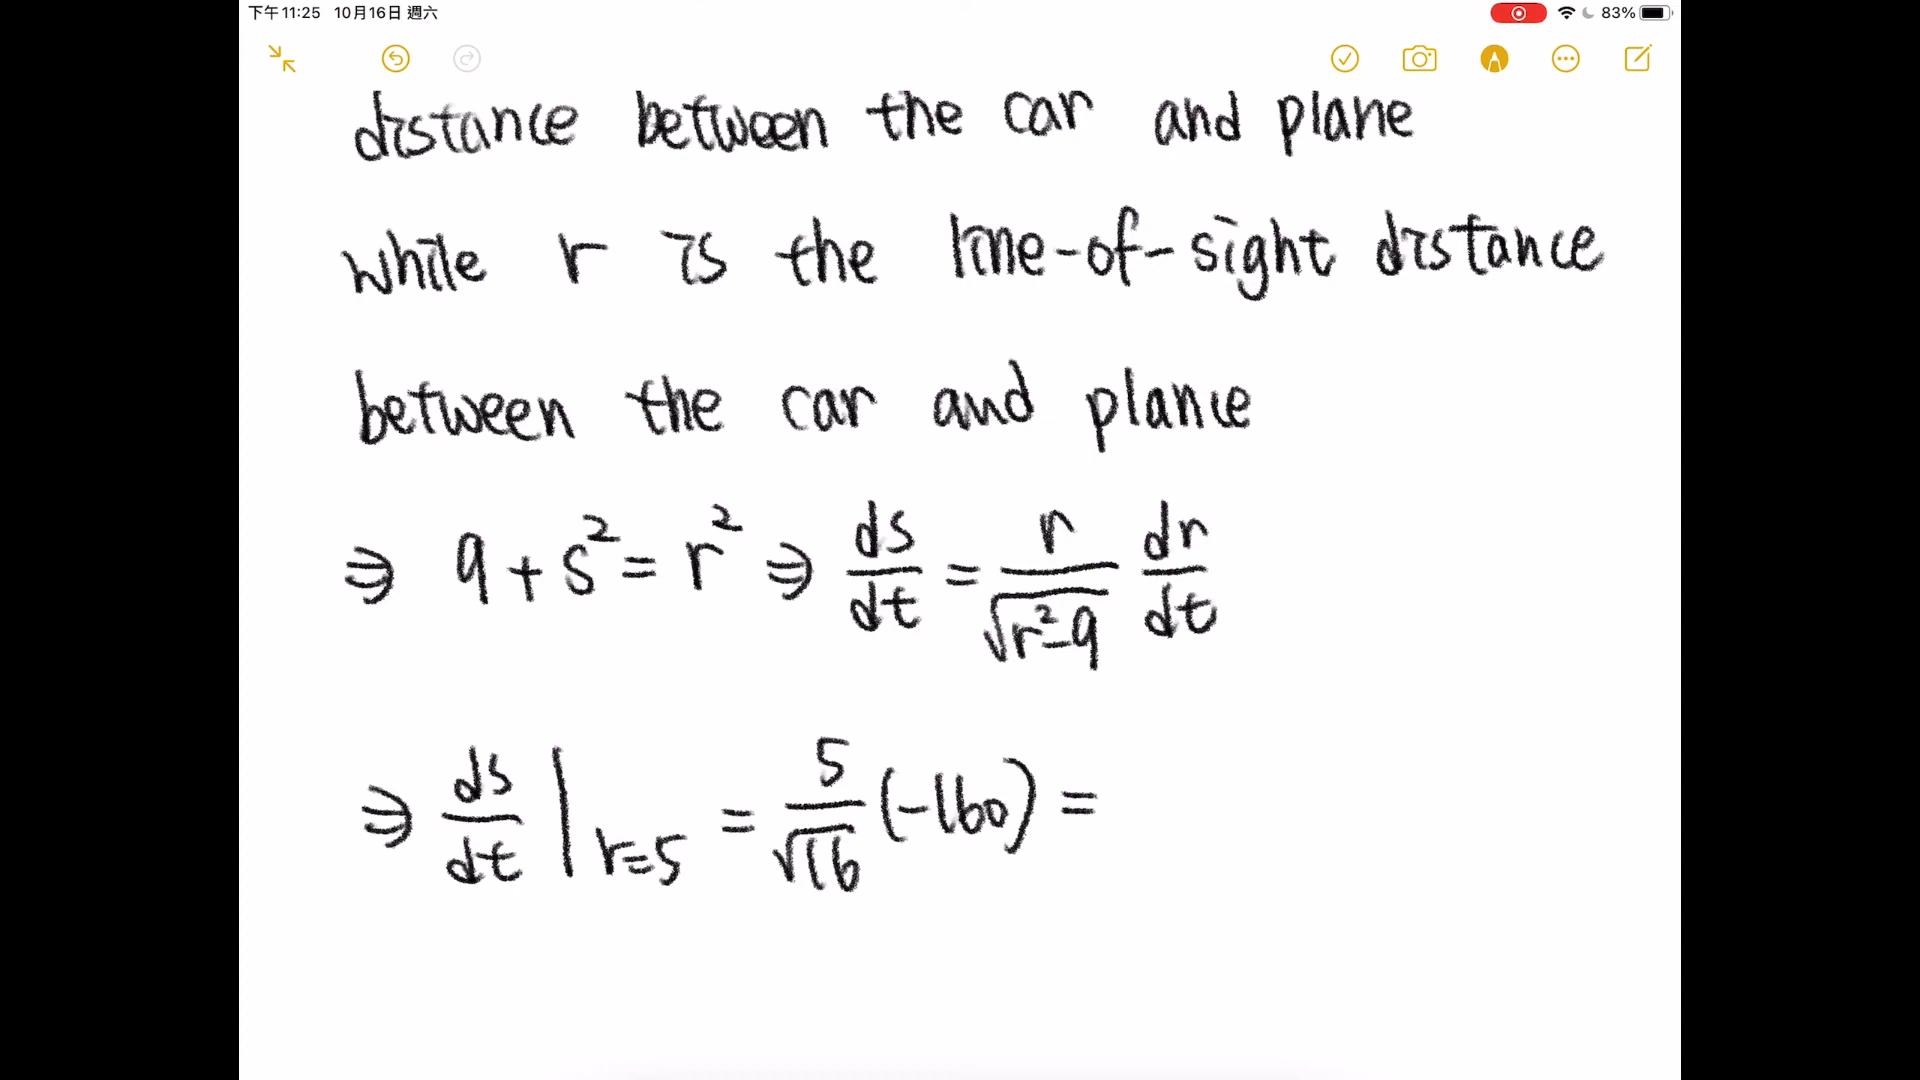 下午11:25 10月16日 週六 83%
distance between the car and plane
while r is the line-of-sight distance
between the car and plance
⇒ 9 + s² = r² ⇒ ds/dt = r/√(r²-9) dr/dt
⇒ ds/dt |r=5 = 5/√16 (-160) =